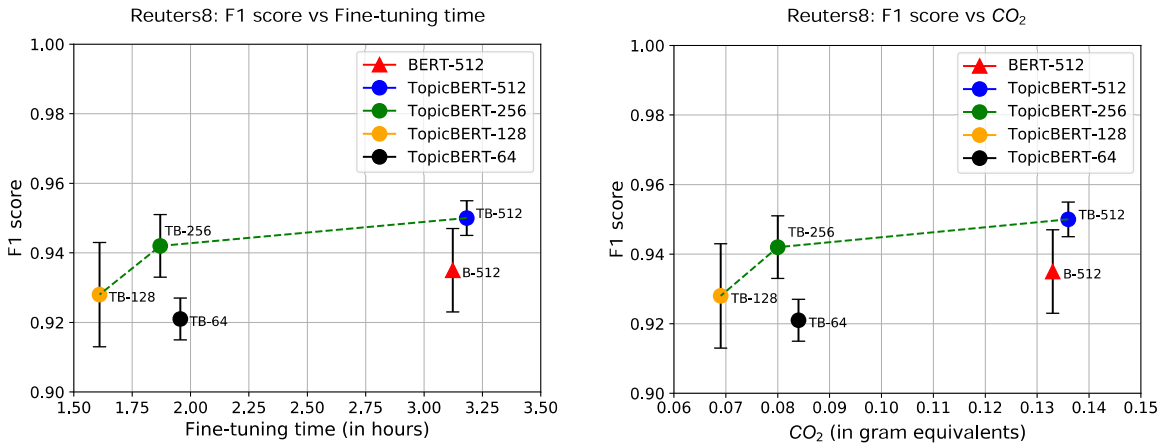 Reuters8: F1 score vs Fine-tuning time
1.00
0.98
0.96
0.94
0.92
0.90
F1 score
BERT-512
TopicBERT-512
TopicBERT-256
TopicBERT-128
TopicBERT-64
TB-512
TB-256
B-512
TB-128
TB-64
1.50 1.75 2.00 2.25 2.50 2.75 3.00 3.25 3.50
Fine-tuning time (in hours)
Reuters8: F1 score vs CO₂
1.00
0.98
0.96
0.94
0.92
0.90
F1 score
BERT-512
TopicBERT-512
TopicBERT-256
TopicBERT-128
TopicBERT-64
TB-512
TB-256
B-512
TB-128
TB-64
0.06 0.07 0.08 0.09 0.10 0.11 0.12 0.13 0.14 0.15
CO₂ (in gram equivalents)